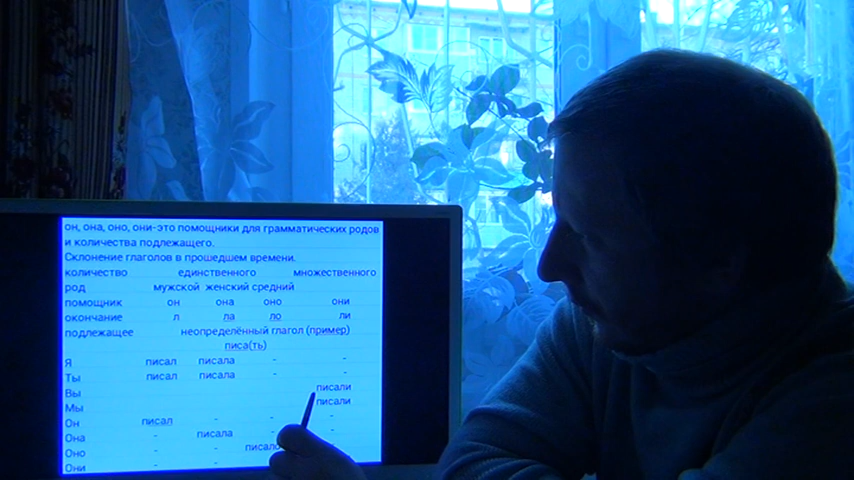 он, она, оно, они-это помощники для грамматических родов
и количества подлежащего.
Склонение глаголов в прошедшем времени.
количество единственного множественного
род мужской женский средний
помощник он она оно они
окончание л ла ло ли
подлежащее неопределённый глагол (пример)
писа(ть)
Я писал писала - -
Ты писал писала - -
Вы писали
Мы писали
Он писал - - -
Она - писала -
Оно - - писало
Они - -